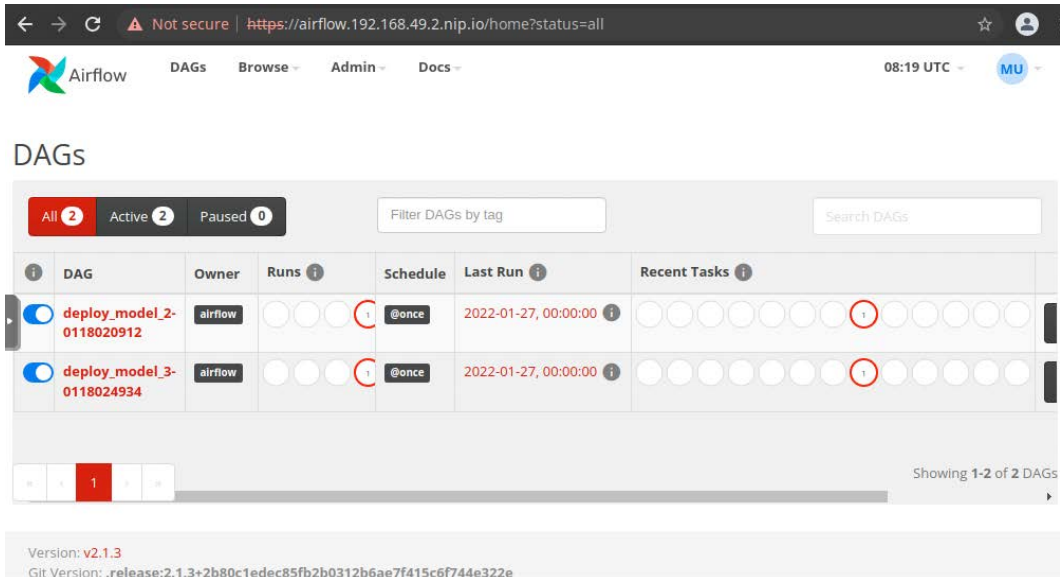 Not secure https://airflow.192.168.49.2.nip.io/home?status=all
Airflow DAGs Browse Admin Docs 08:19 UTC MU
DAGs
All 2 Active 2 Paused 0 Filter DAGs by tag Search DAGs
DAG Owner Runs Schedule Last Run Recent Tasks
deploy_model_2- airflow 1 @once 2022-01-27, 00:00:00 1
0118020912
deploy_model_3- airflow 1 @once 2022-01-27, 00:00:00 1
0118024934
« ‹ 1 › »
Showing 1-2 of 2 DAGs
Version: v2.1.3
Git Version: .release:2.1.3+2b80c1edec85fb2b0312b6ae7f415c6f744e322e